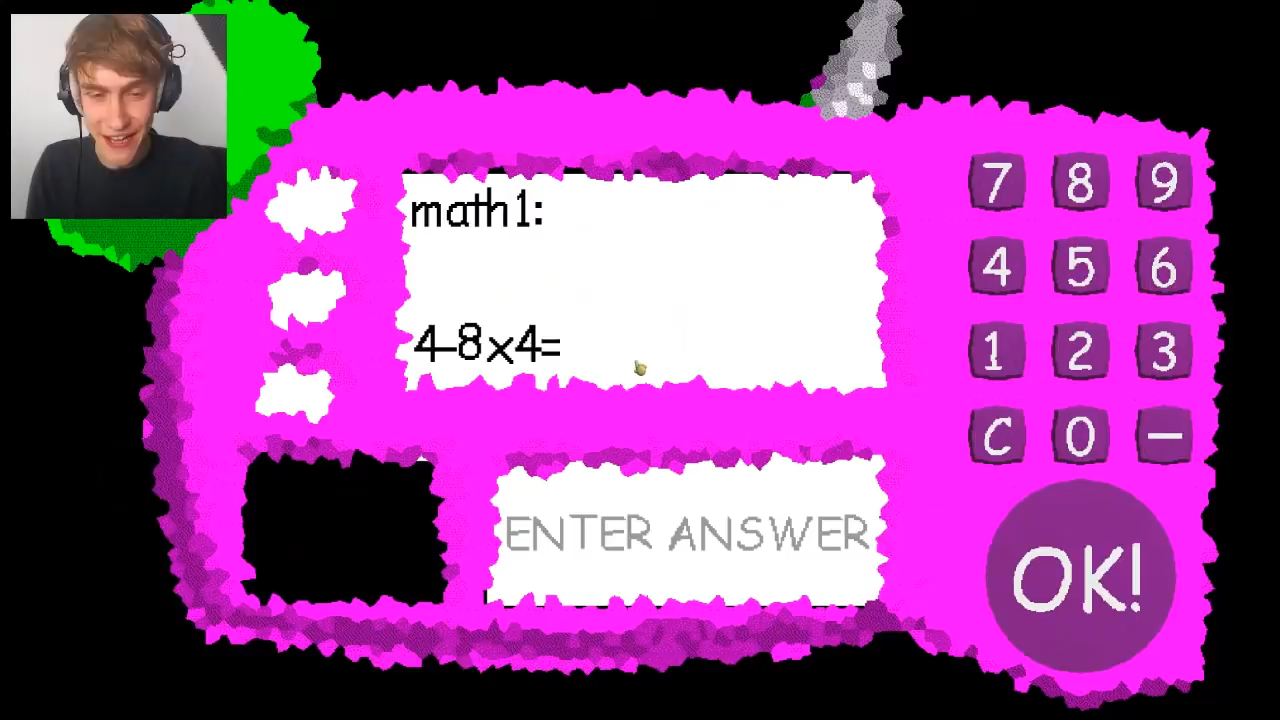 math1:
4-8x4=
ENTER ANSWER
7 8 9
4 5 6
1 2 3
C 0 -
OK!